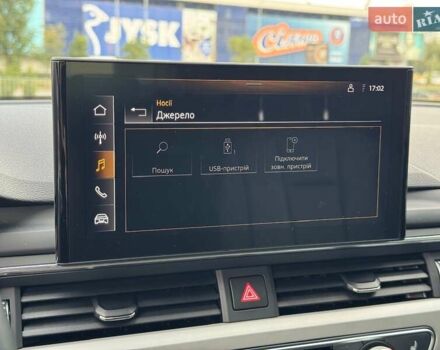 JYSK
auto
RIA
17:02
Носії
Джерело
Пошук
USB-пристрій
Підключити
зовн. пристрій